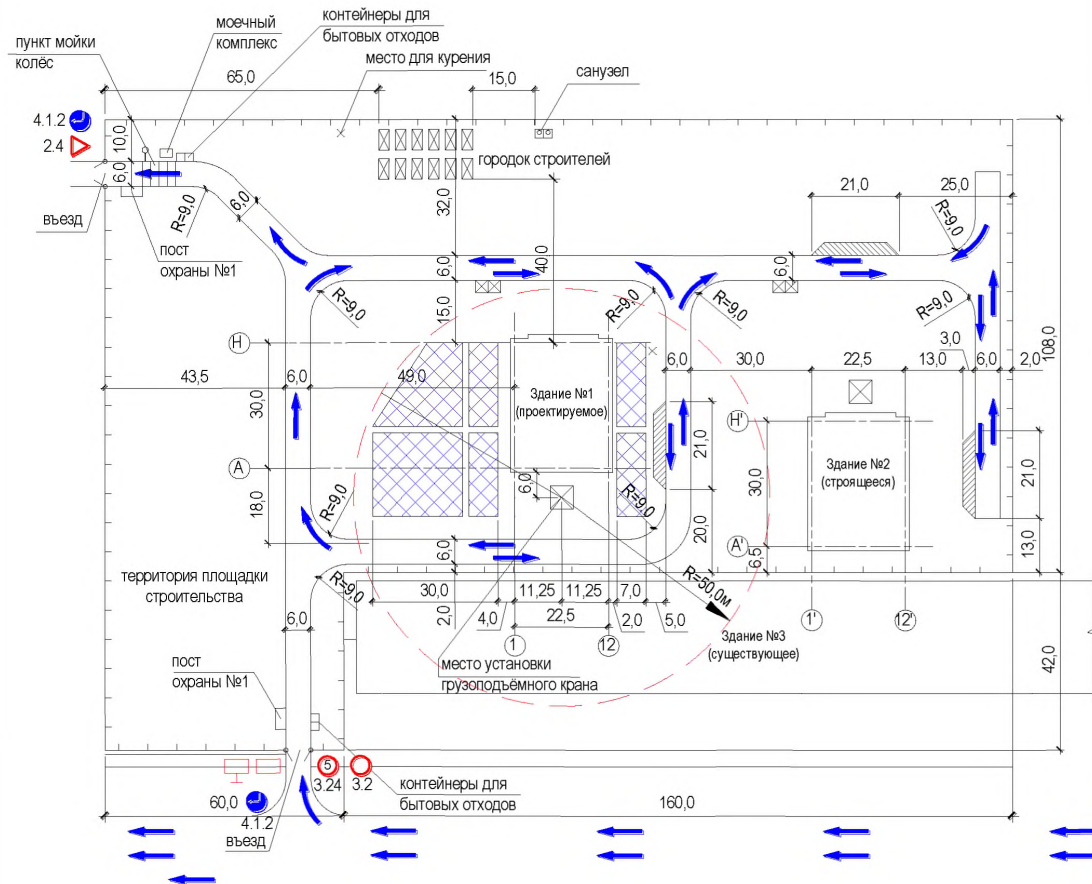 моечный
комплекс
контейнеры для
бытовых отходов
пункт мойки
колёс
место для курения
санузел
65,0
15,0
4.1.2
2.4
10,0
6,0
городок строителей
32,0
21,0
25,0
въезд
R=9,0
6,0
R=9,0
пост
охраны №1
6,0
40,0
6,0
15,0
R=9,0
R=9,0
R=9,0
108,0
Н
43,5
6,0
49,0
6,0
30,0
22,5
13,0
3,0
6,0
2,0
Здание №1
(проектируемое)
30,0
21,0
Н'
Здание №2
(строящееся)
30,0
21,0
А
6,0
18,0
R=9,0
R=9,0
20,0
А'
6,5
13,0
6,0
территория площадки
строительства
R=9,0
R=50,0м
6,0
30,0
2,0
4,0
11,25
11,25
7,0
22,5
2,0
5,0
1
12
1'
12'
Здание №3
(существующее)
42,0
пост
охраны №1
место установки
грузоподъёмного крана
5
3.24
3.2
контейнеры для
бытовых отходов
60,0
160,0
4.1.2
въезд